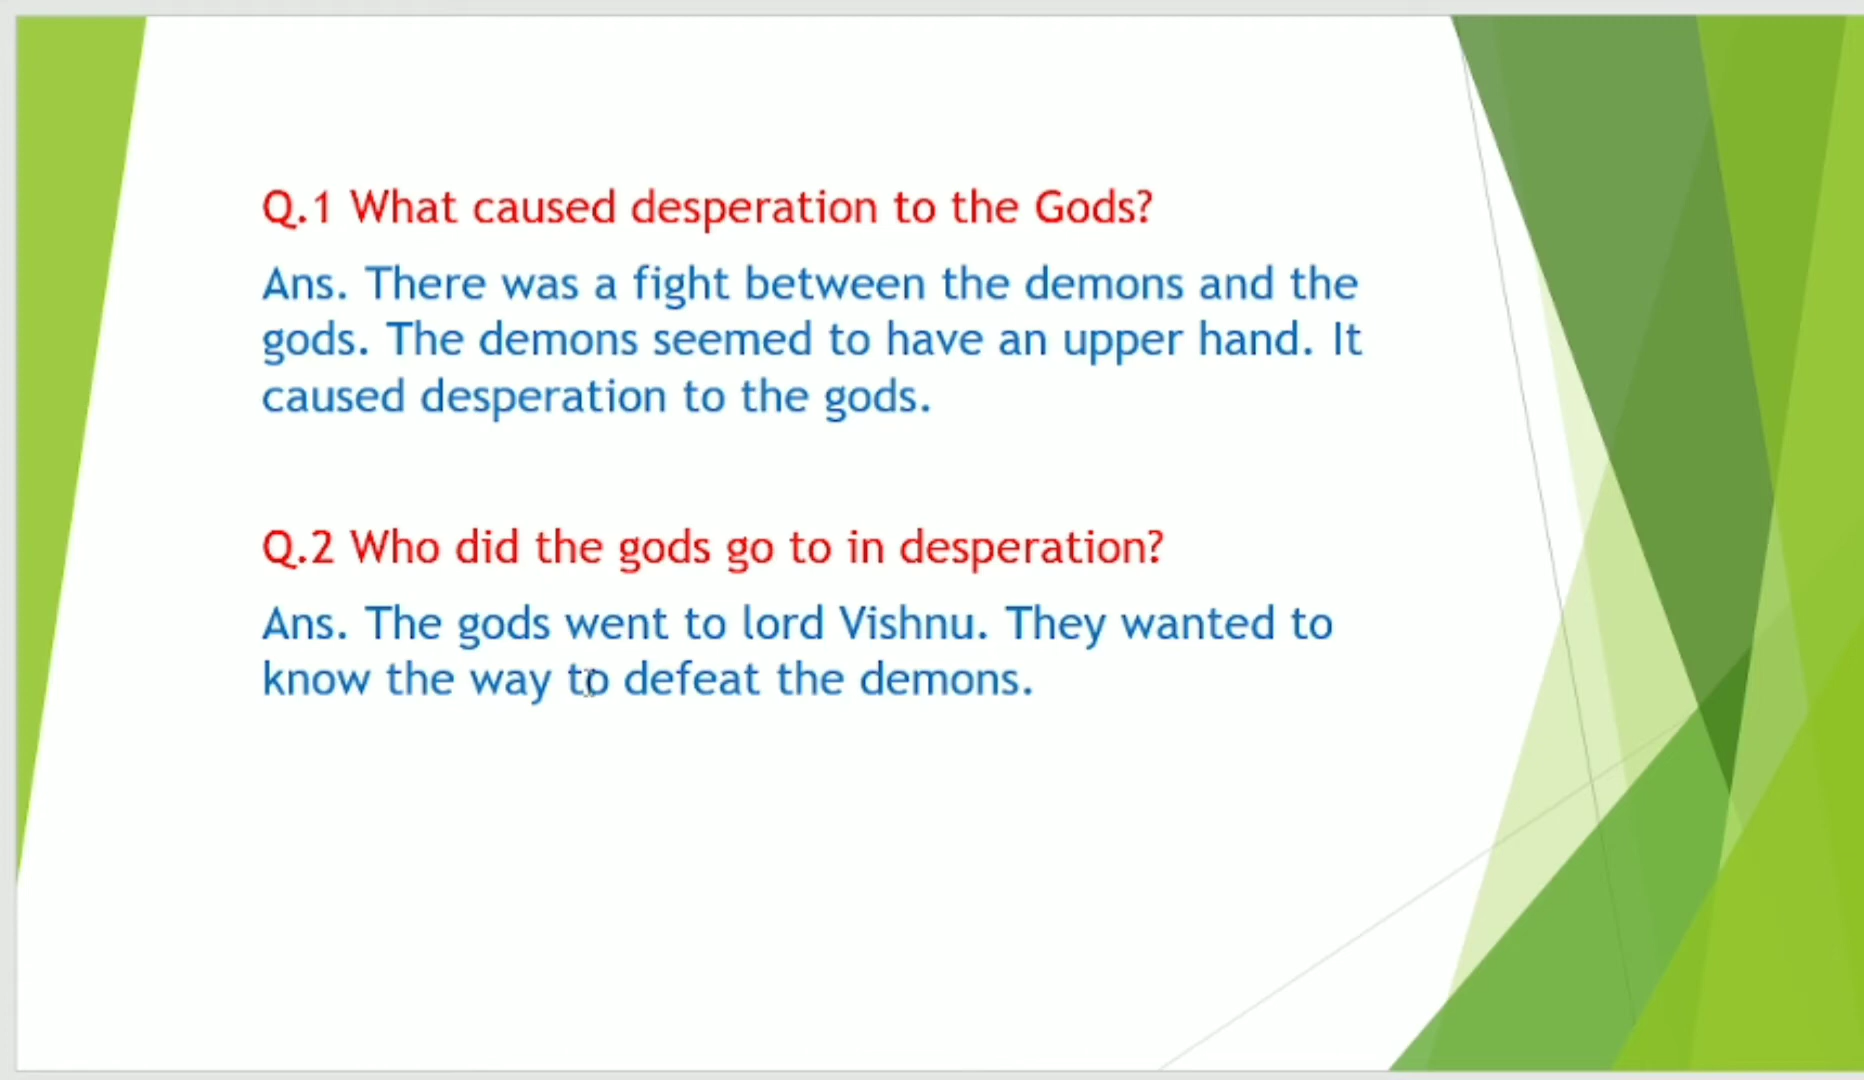 Q.1 What caused desperation to the Gods?
Ans. There was a fight between the demons and the
gods. The demons seemed to have an upper hand. It
caused desperation to the gods.
Q.2 Who did the gods go to in desperation?
Ans. The gods went to lord Vishnu. They wanted to
know the way to defeat the demons.